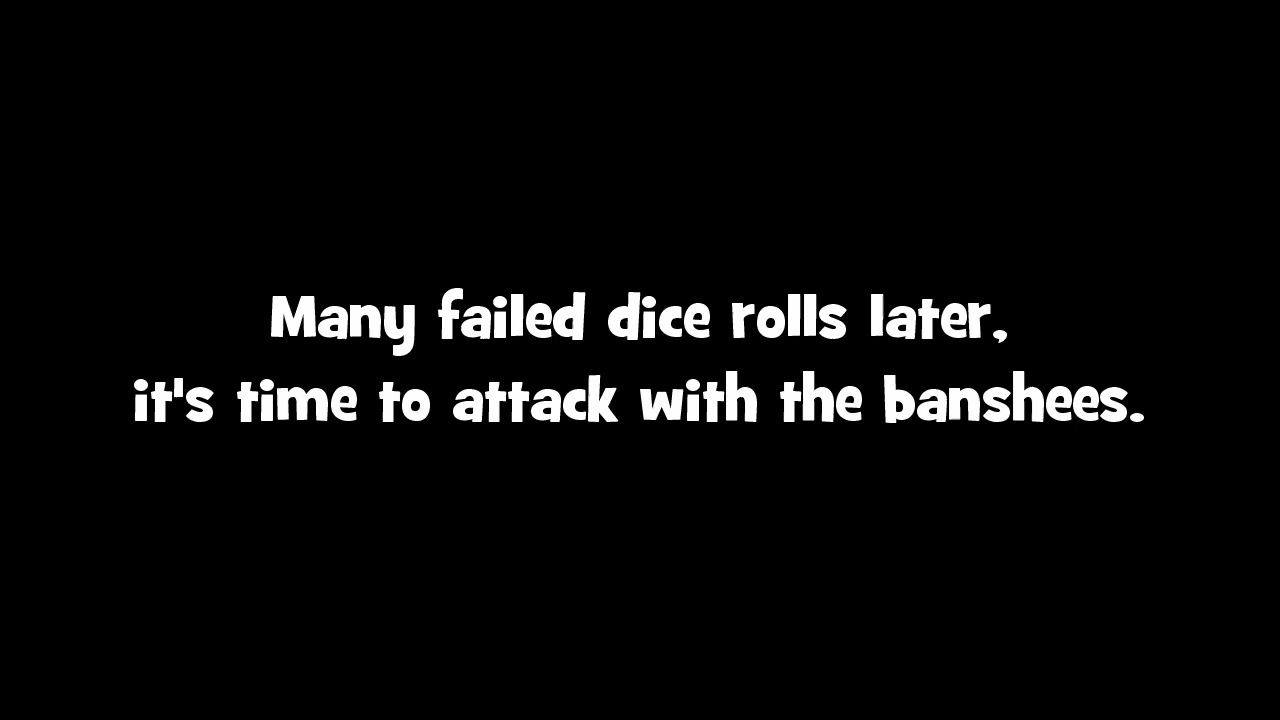 Many failed dice rolls later,
it's time to attack with the banshees.